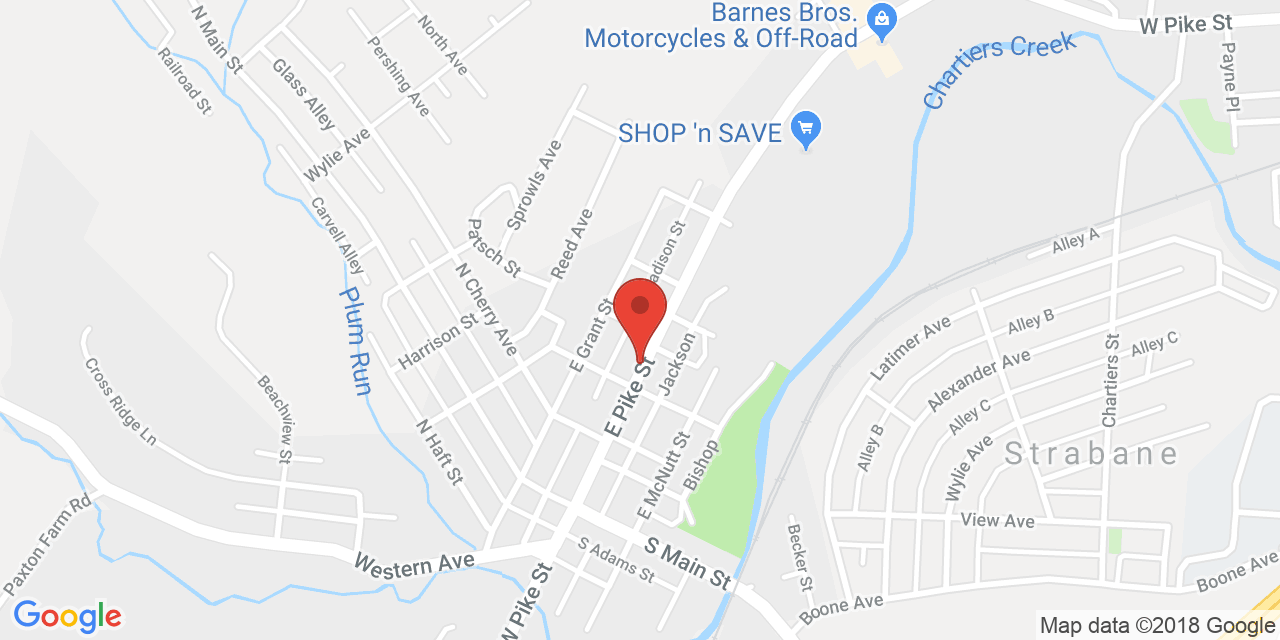 Barnes Bros.
Motorcycles & Off-Road
W Pike St
Payne Pl
Chartiers Creek
N Main St
North Ave
Pershing Ave
Railroad St
Glass Alley
Wylie Ave
SHOP 'n SAVE
Sprowls Ave
Carvell Alley
Patsch St
Reed Ave
adison St
Alley A
N Cherry Ave
Plum Run
Harrison St
E Grant St
Latimer Ave
Alley B
Alley C
Chartiers St
Alexander Ave
Cross Ridge Ln
Beachview St
E Pike St
Jackson
Alley C
Alley B
Wylie Ave
Strabane
N Haft St
E McNutt St
Bishop
Paxton Farm Rd
View Ave
Becker St
Western Ave
S Adams St
S Main St
W Pike St
Boone Ave
Boone Ave
Google
Map data ©2018 Google